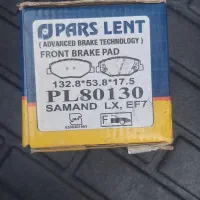 PARS LENT
( ADVANCED BRAKE TECHNOLOGY )
FRONT BRAKE PAD
132.8*53.8*17.5
PL80130
SAMAND LX, EF7
F